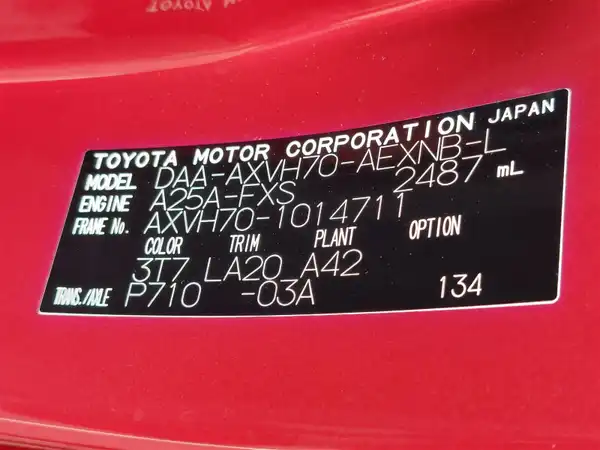 TOYOTA MOTOR CORPORATION JAPAN
MODEL DAA-AXVH70-AEXNB-L
ENGINE A25A-FXS 2487 mL
FRAME No. AXVH70-1014711
COLOR TRIM PLANT OPTION
3T7 LA20 A42
TRANS./AXLE P710 -03A 134